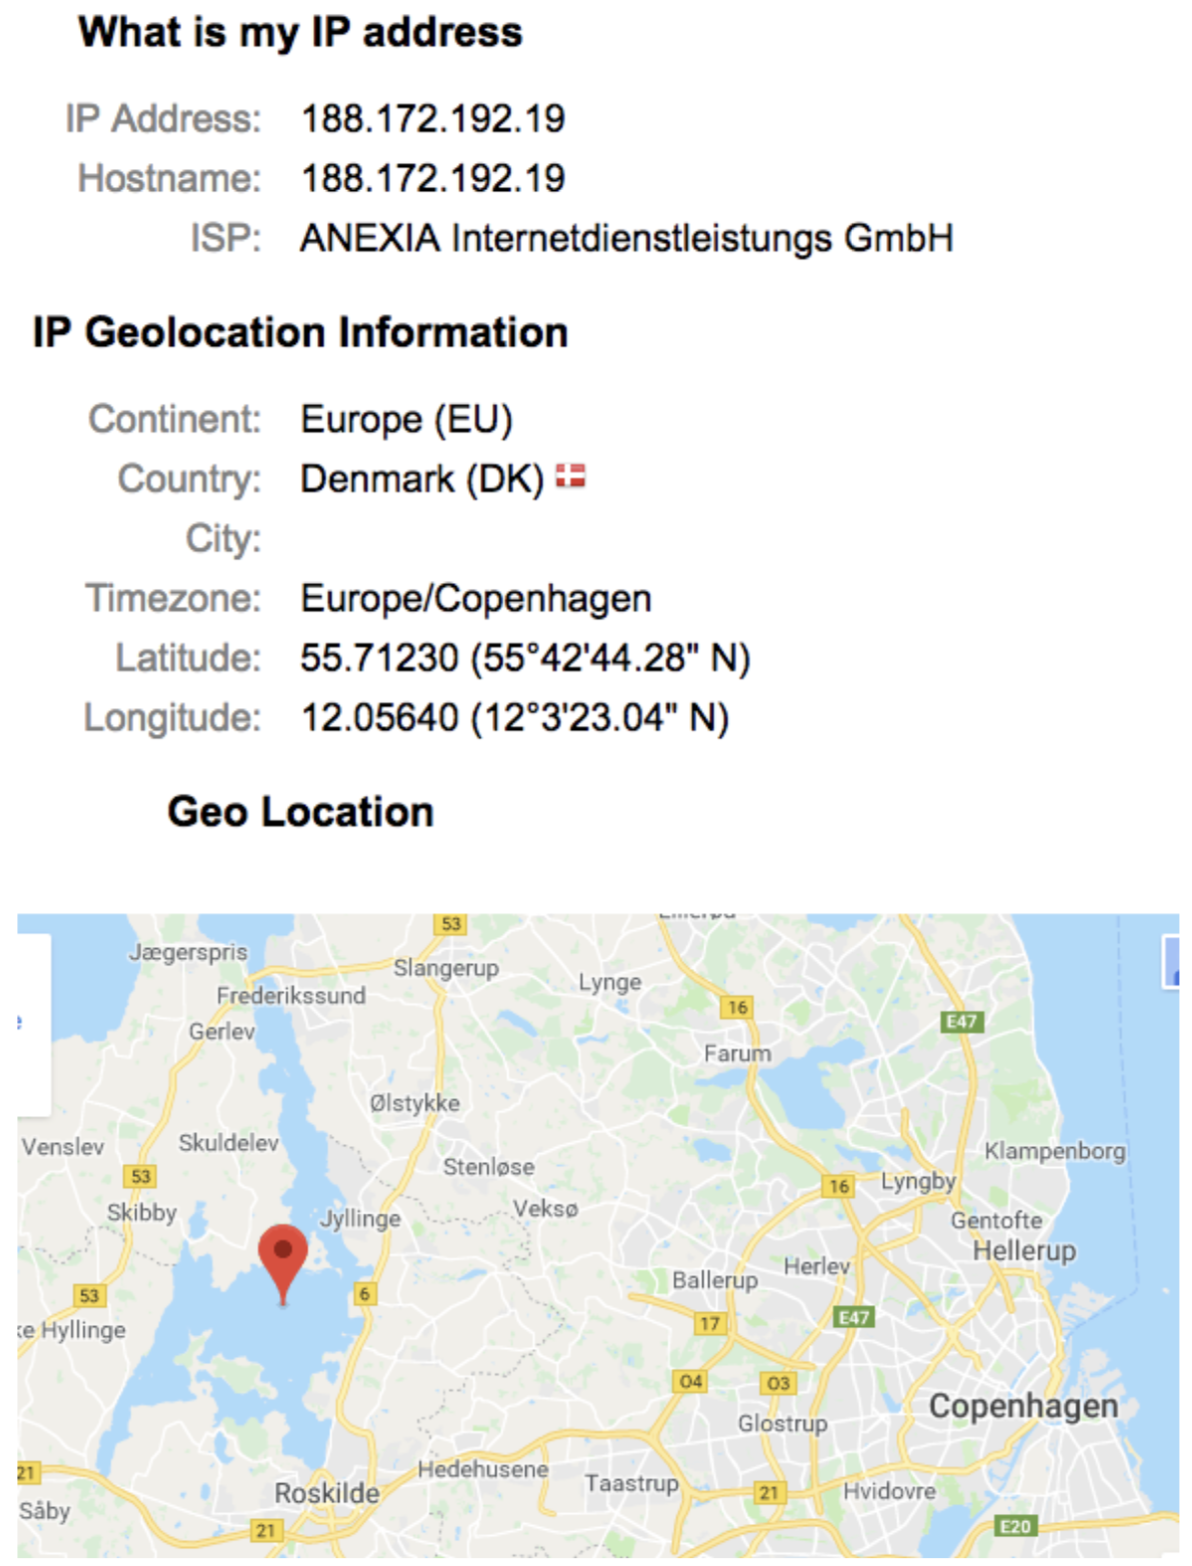 What is my IP address
IP Address: 188.172.192.19
Hostname: 188.172.192.19
ISP: ANEXIA Internetdienstleistungs GmbH
IP Geolocation Information
Continent: Europe (EU)
Country: Denmark (DK)
City:
Timezone: Europe/Copenhagen
Latitude: 55.71230 (55°42'44.28" N)
Longitude: 12.05640 (12°3'23.04" N)
Geo Location
53
Jægerspris
Slangerup
Lynge
Frederikssund
16
E47
Gerlev
Farum
Ølstykke
Venslev
Skuldelev
Klampenborg
53
Stenløse
16
Lyngby
Skibby
Jyllinge
Veksø
Gentofte
Hellerup
Herlev
Ballerup
53
6
E47
17
ke Hyllinge
04
03
Copenhagen
Glostrup
21
Hedehusene
Taastrup
Roskilde
21
Hvidovre
Såby
21
E20